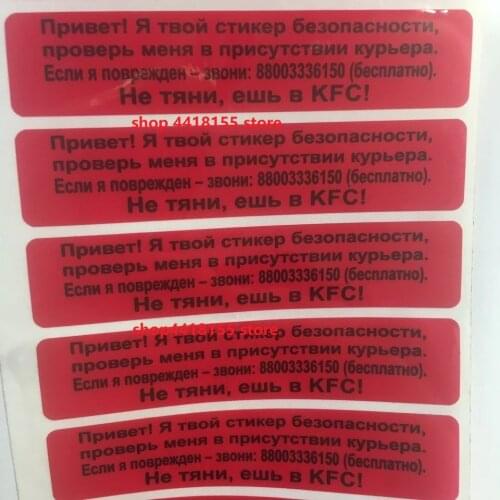 Привет! Я твой стикер безопасности,
проверь меня в присутствии курьера.
Если я поврежден – звони: 88003336150 (бесплатно).
Не тяни, ешь в KFC!
shop 4418155 store
Привет! Я твой стикер безопасности,
проверь меня в присутствии курьера.
Если я поврежден – звони: 88003336150 (бесплатно).
Не тяни, ешь в KFC!
Привет! Я твой стикер безопасности,
проверь меня в присутствии курьера.
Если я поврежден – звони: 88003336150 (бесплатно).
Не тяни, ешь в KFC!
shop 4418155 store
Привет! Я твой стикер безопасности,
проверь меня в присутствии курьера.
Если я поврежден – звони: 88003336150 (бесплатно).
Не тяни, ешь в KFC!
Привет! Я твой стикер безопасности,
проверь меня в присутствии курьера.
Если я поврежден – звони: 88003336150 (бесплатно).
Не тяни, ешь в KFC!